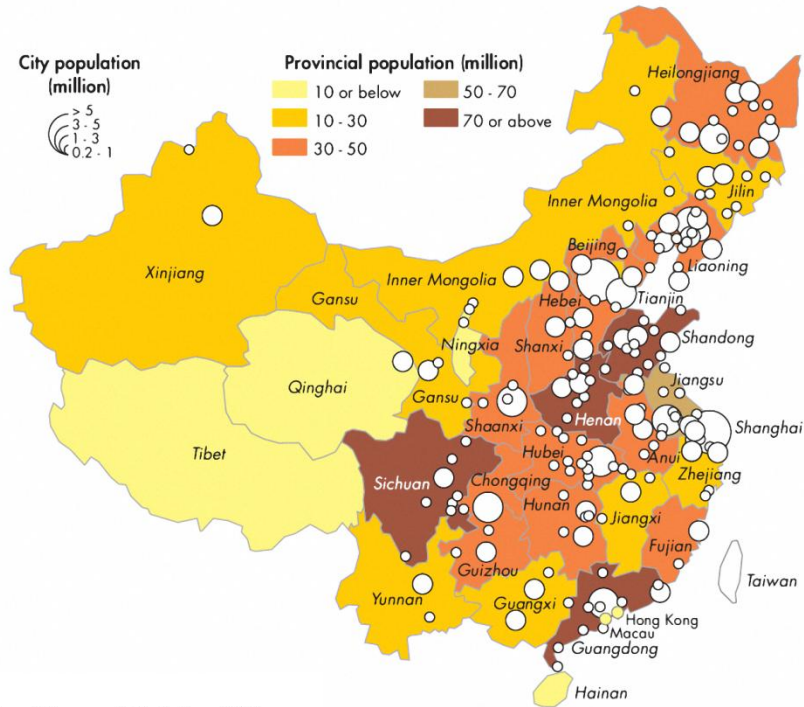 City population
(million)
> 5
3 - 5
1 - 3
0.2 - 1
Provincial population (million)
10 or below
10 - 30
30 - 50
50 - 70
70 or above
Heilongjiang
Jilin
Inner Mongolia
Liaoning
Beijing
Tianjin
Hebei
Xinjiang
Inner Mongolia
Gansu
Ningxia
Shanxi
Shandong
Qinghai
Gansu
Jiangsu
Shaanxi
Henan
Shanghai
Tibet
Hubei
Anui
Zhejiang
Sichuan
Chongqing
Hunan
Jiangxi
Fujian
Guizhou
Taiwan
Yunnan
Guangxi
Hong Kong
Macau
Guangdong
Hainan